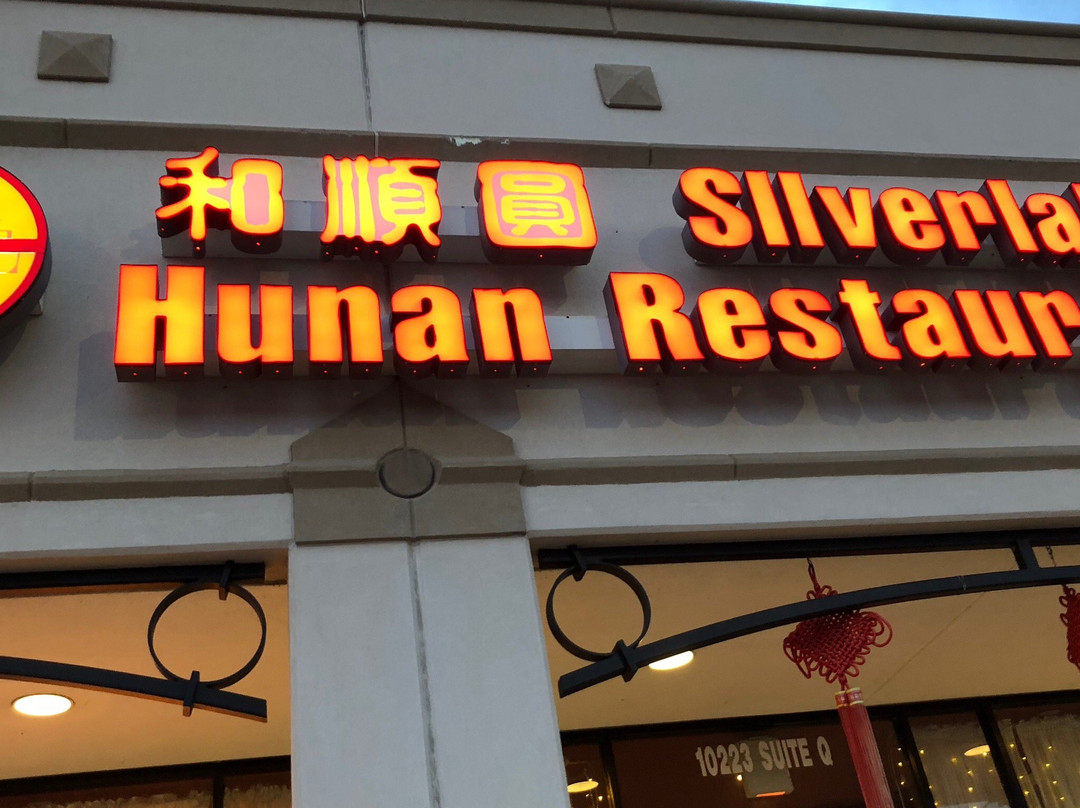 和順圓 Silverla
Hunan Restaur
10223 SUITE Q